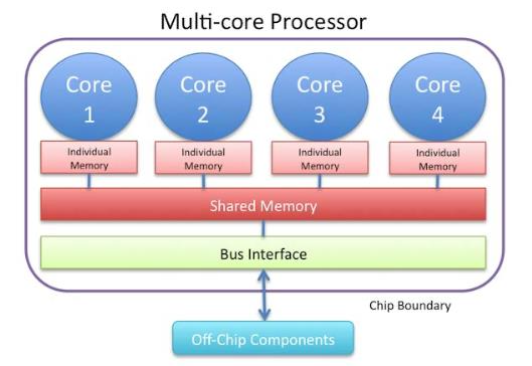 Multi-core Processor
Core 1
Core 2
Core 3
Core 4
Individual Memory
Individual Memory
Individual Memory
Individual Memory
Shared Memory
Bus Interface
Chip Boundary
Off-Chip Components